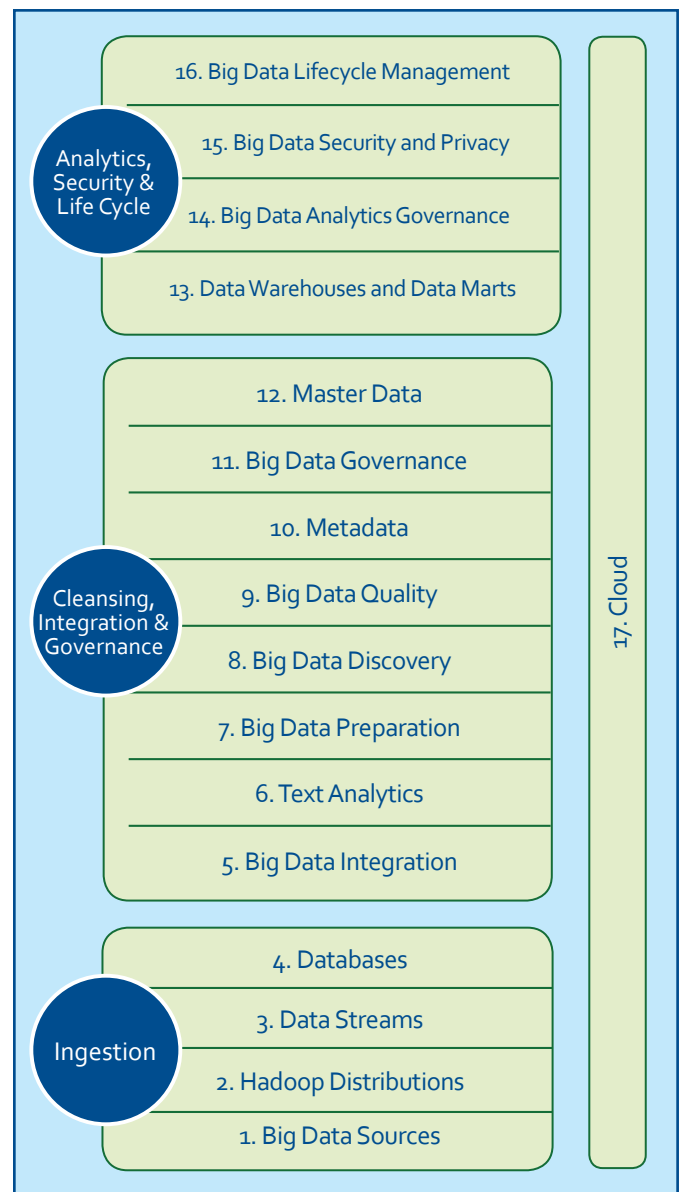 16. Big Data Lifecycle Management
15. Big Data Security and Privacy
Analytics,
Security &
Life Cycle
14. Big Data Analytics Governance
13. Data Warehouses and Data Marts
12. Master Data
11. Big Data Governance
10. Metadata
9. Big Data Quality
Cleansing,
Integration &
Governance
8. Big Data Discovery
7. Big Data Preparation
6. Text Analytics
5. Big Data Integration
4. Databases
3. Data Streams
Ingestion
2. Hadoop Distributions
1. Big Data Sources
17. Cloud